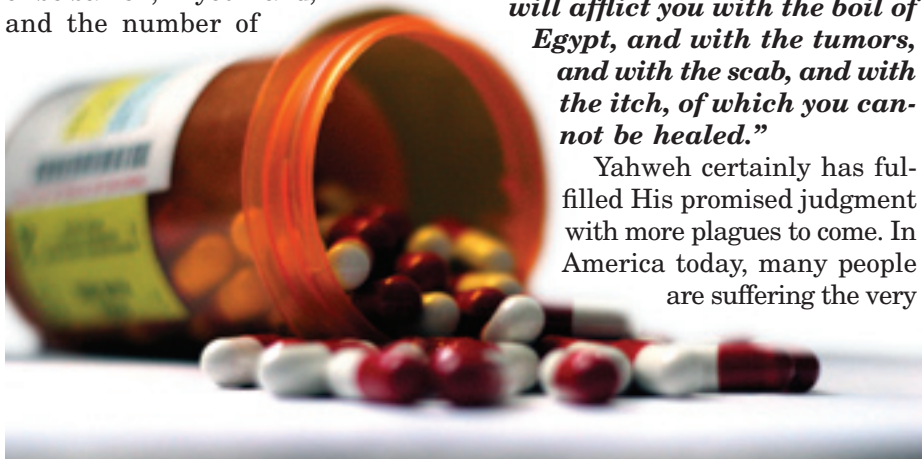 and the number of
will afflict you with the boil of
Egypt, and with the tumors,
and with the scab, and with
the itch, of which you can-
not be healed.”
Yahweh certainly has ful-
filled His promised judgment
with more plagues to come. In
America today, many people
are suffering the very